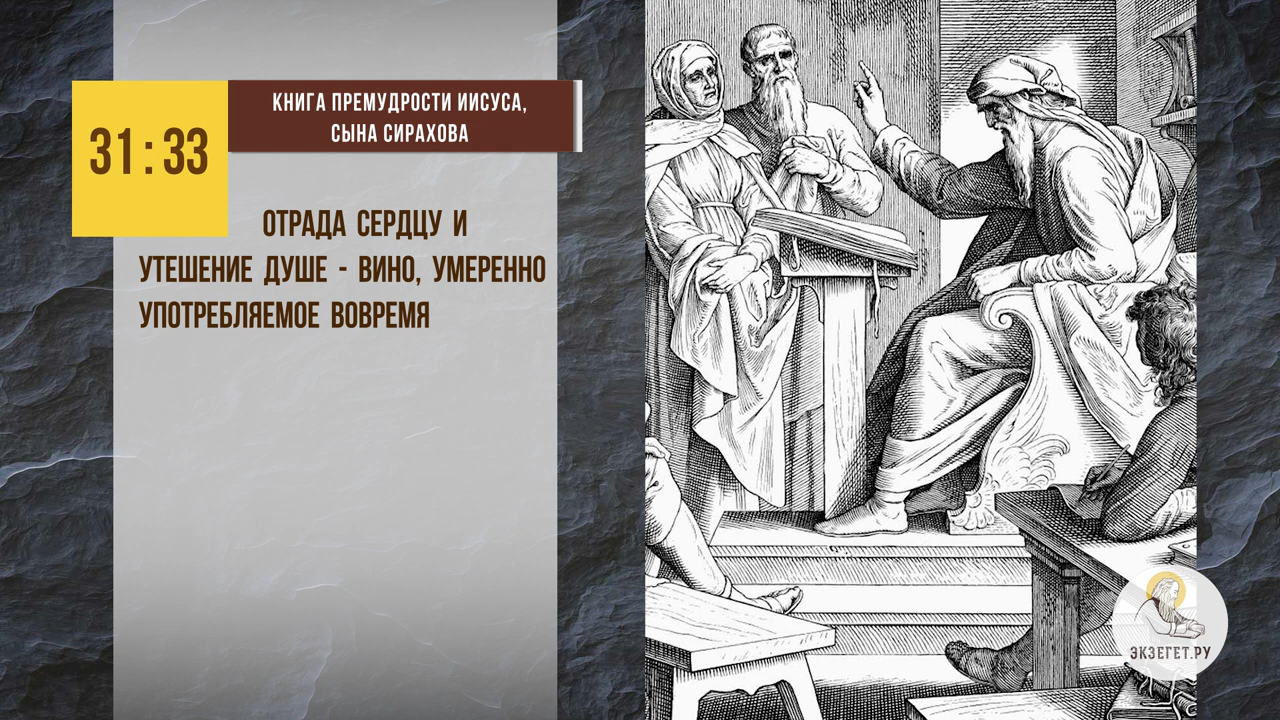 КНИГА ПРЕМУДРОСТИ ИИСУСА,
СЫНА СИРАХОВА
31:33
ОТРАДА СЕРДЦУ И
УТЕШЕНИЕ ДУШЕ - ВИНО, УМЕРЕННО
УПОТРЕБЛЯЕМОЕ ВОВРЕМЯ
ЭКЗЕГЕТ.РУ